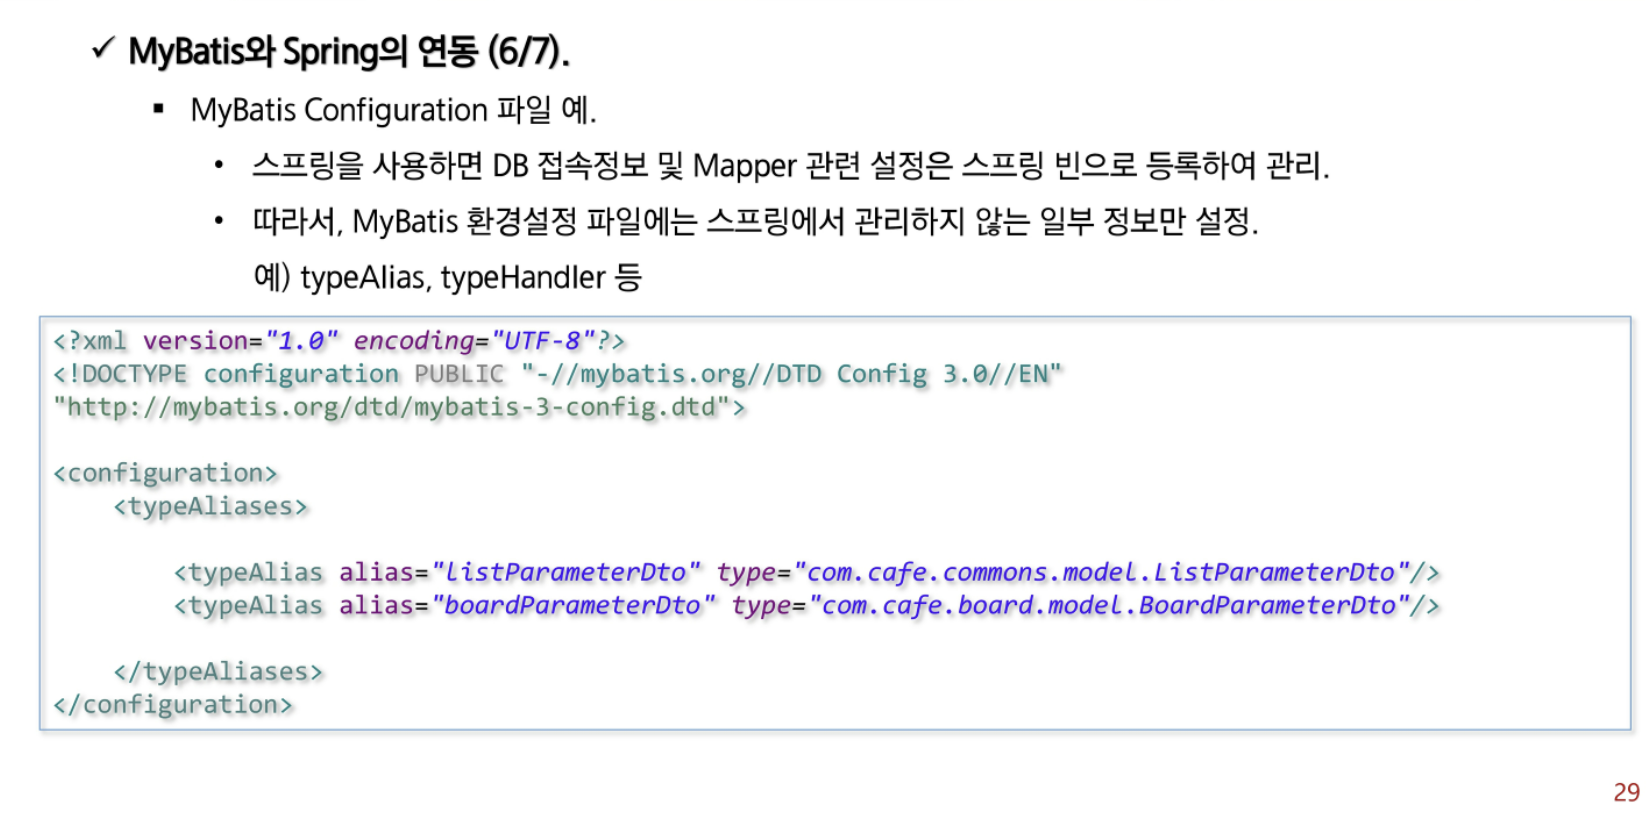 ✓ MyBatis와 Spring의 연동 (6/7).
▪ MyBatis Configuration 파일 예.
• 스프링을 사용하면 DB 접속정보 및 Mapper 관련 설정은 스프링 빈으로 등록하여 관리.
• 따라서, MyBatis 환경설정 파일에는 스프링에서 관리하지 않는 일부 정보만 설정.
예) typeAlias, typeHandler 등
<?xml version="1.0" encoding="UTF-8"?>
<!DOCTYPE configuration PUBLIC "-//mybatis.org//DTD Config 3.0//EN"
"http://mybatis.org/dtd/mybatis-3-config.dtd">
<configuration>
<typeAliases>
<typeAlias alias="listParameterDto" type="com.cafe.commons.model.ListParameterDto"/>
<typeAlias alias="boardParameterDto" type="com.cafe.board.model.BoardParameterDto"/>
</typeAliases>
</configuration>
29